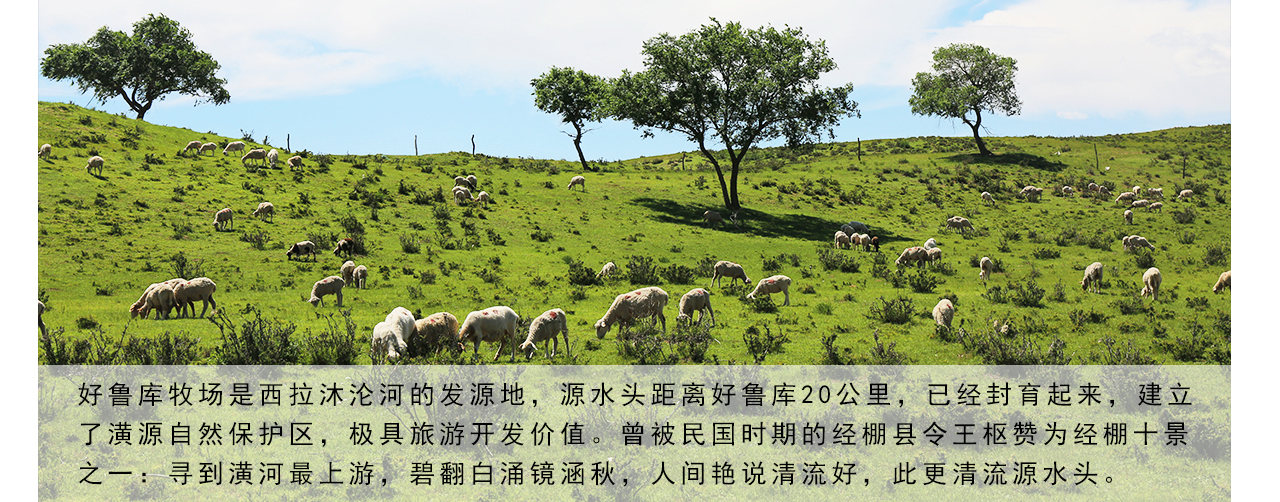 好鲁库牧场是西拉沐沦河的发源地，源水头距离好鲁库20公里，已经封育起来，建立
了潢源自然保护区，极具旅游开发价值。曾被民国时期的经棚县令王枢赞为经棚十景
之一：寻到潢河最上游，碧翻白涌镜涵秋，人间艳说清流好，此更清流源水头。